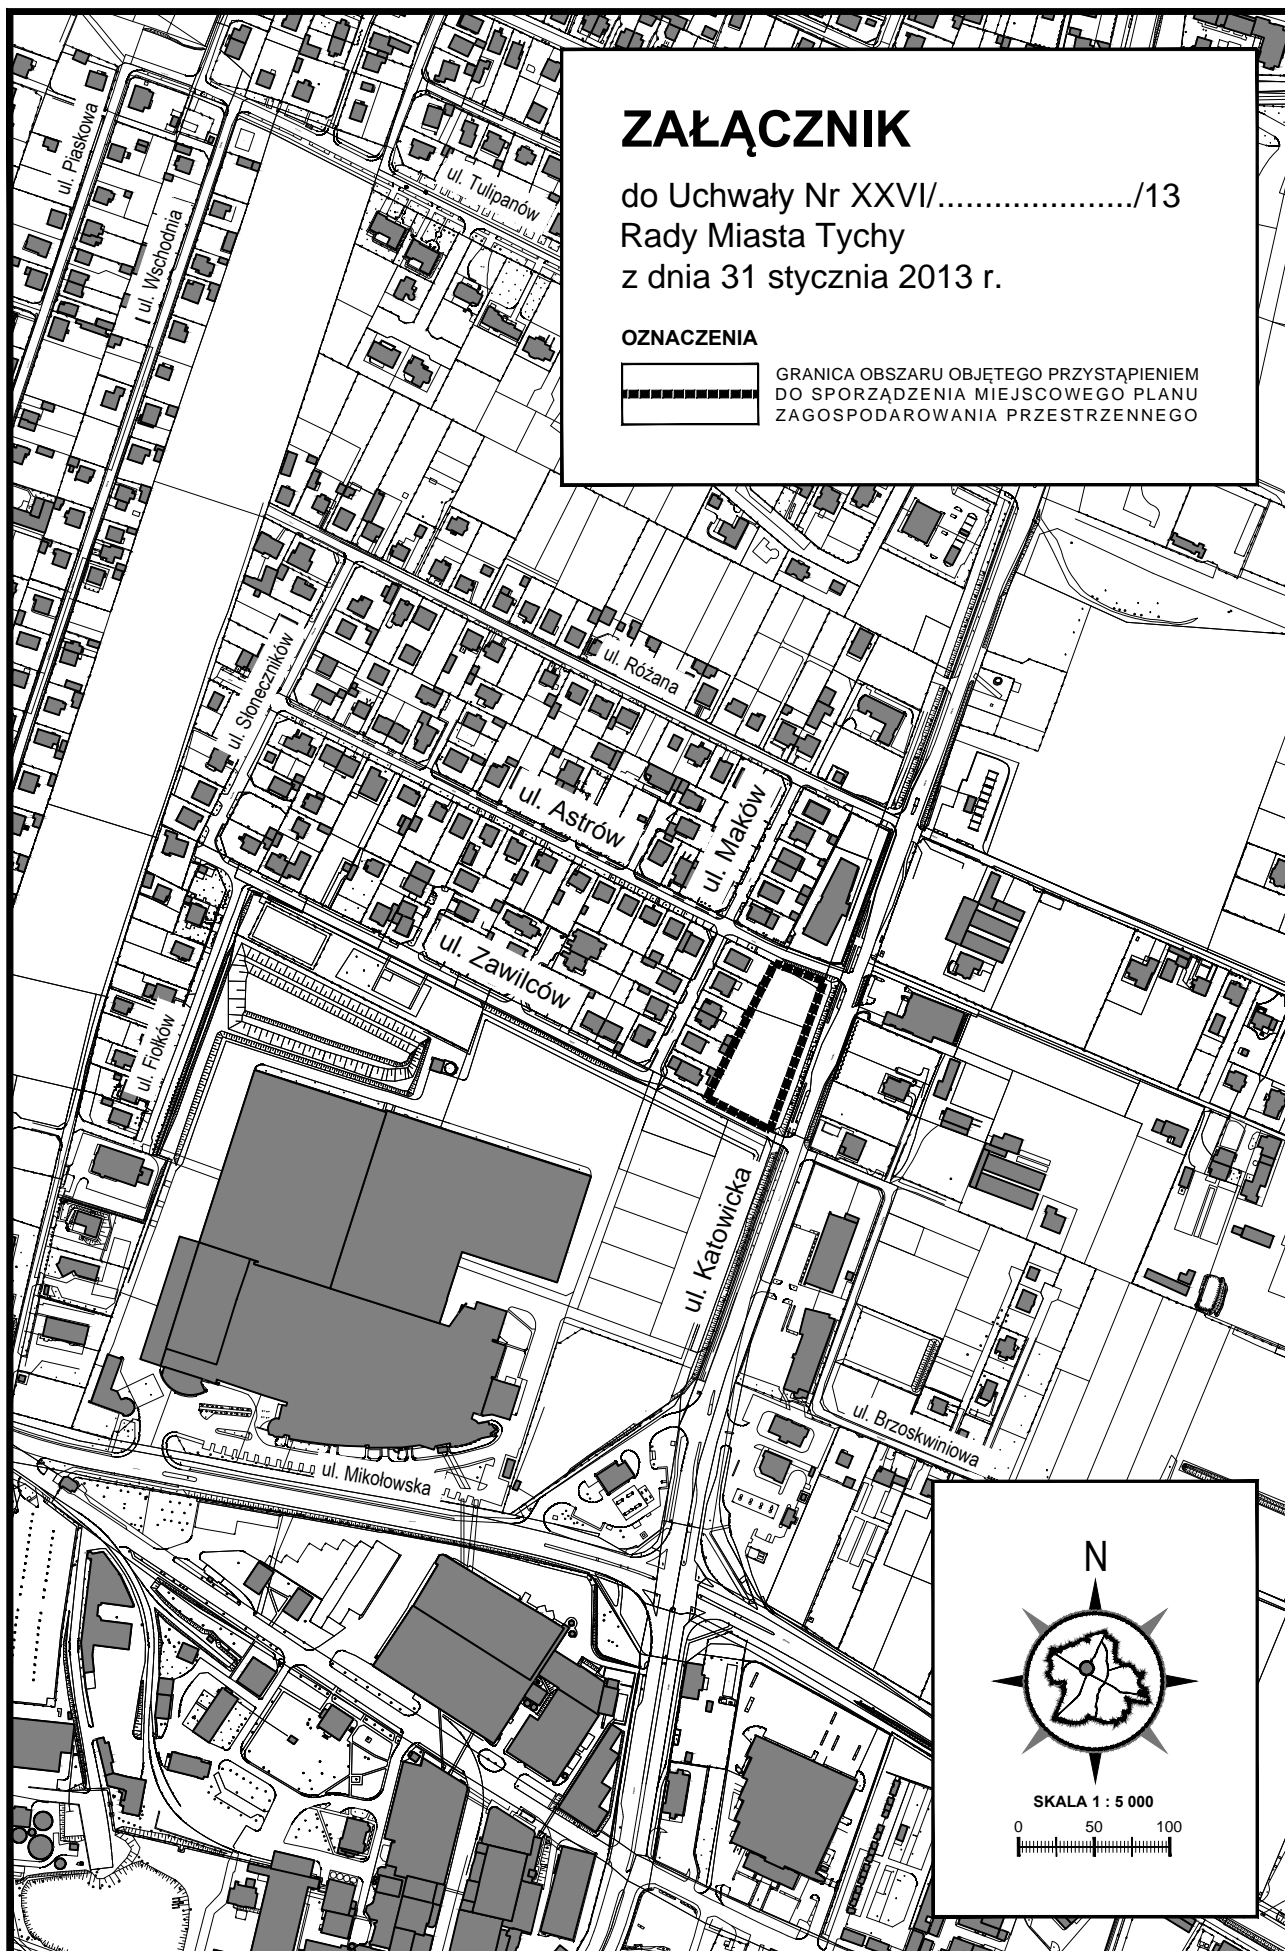 ZAŁĄCZNIK
do Uchwały Nr XXVI/...................../13
Rady Miasta Tychy
z dnia 31 stycznia 2013 r.
OZNACZENIA
GRANICA OBSZARU OBJĘTEGO PRZYSTĄPIENIEM
DO SPORZĄDZENIA MIEJSCOWEGO PLANU
ZAGOSPODAROWANIA PRZESTRZENNEGO
ul. Piaskowa
ul. Wschodnia
ul. Tulipanów
ul. Słoneczników
ul. Różana
ul. Astrów
ul. Maków
ul. Zawilców
ul. Fiołków
ul. Katowicka
ul. Brzoskwiniowa
ul. Mikołowska
N
SKALA 1 : 5 000
0 50 100